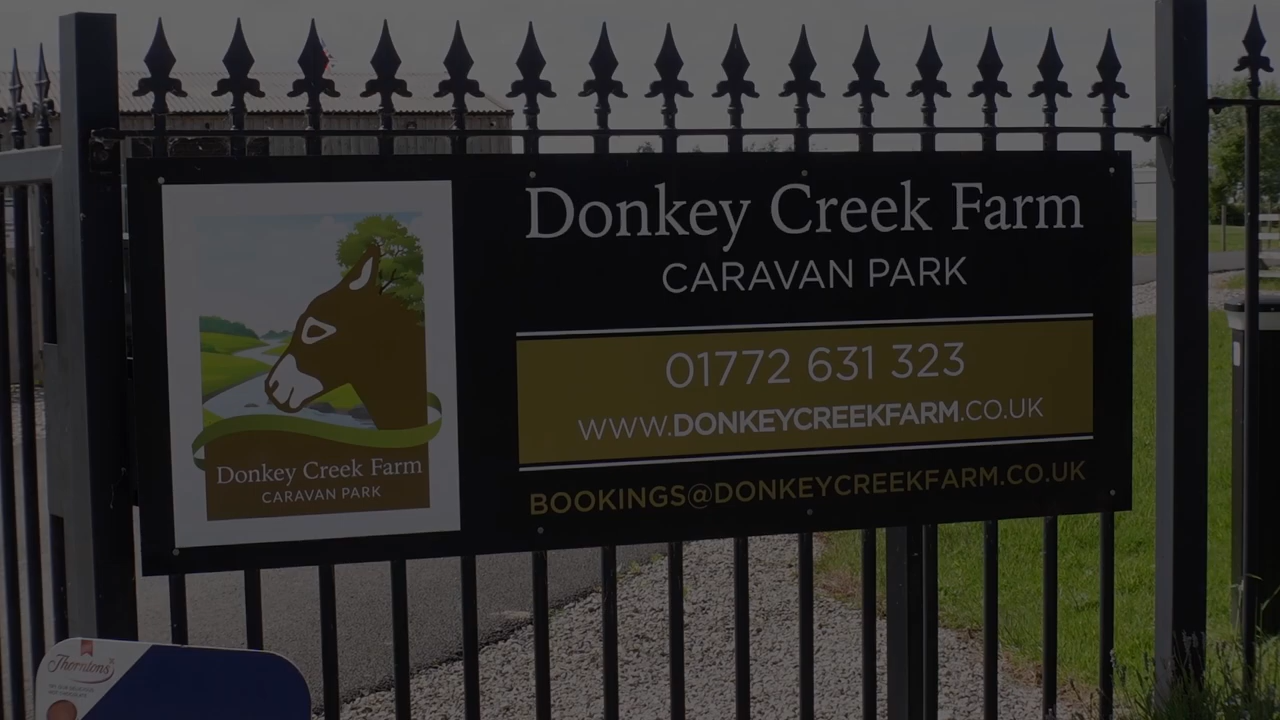 Donkey Creek Farm
CARAVAN PARK
01772 631 323
WWW.DONKEYCREEKFARM.CO.UK
BOOKINGS@DONKEYCREEKFARM.CO.UK
Donkey Creek Farm
CARAVAN PARK
Thorntons